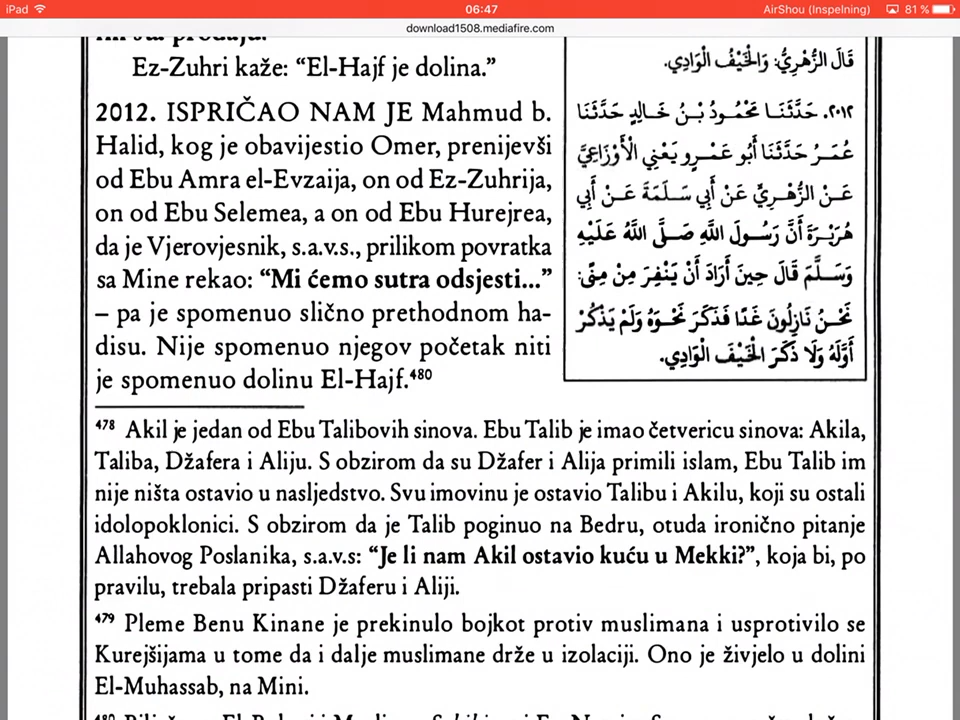 iPad 06:47 AirShou (Inspelning) 81 %
download1508.mediafire.com
Ez-Zuhri kaže: “El-Hajf je dolina.”
2012. ISPRIČAO NAM JE Mahmud b.
Halid, kog je obavijestio Omer, prenijevši
od Ebu Amra el-Evzaija, on od Ez-Zuhrija,
on od Ebu Selemea, a on od Ebu Hurejrea,
da je Vjerovjesnik, s.a.v.s., prilikom povratka
sa Mine rekao: “Mi ćemo sutra odsjesti...”
– pa je spomenuo slično prethodnom ha-
disu. Nije spomenuo njegov početak niti
je spomenuo dolinu El-Hajf.480
قَالَ الزُّهْرِيُّ: وَالْخَيْفُ الْوَادِي.
٢٠١٢. حَدَّثَنَا مَحْمُودُ بْنُ خَالِدٍ حَدَّثَنَا
عُمَرُ حَدَّثَنَا أَبُو عَمْرٍو يَعْنِي الْأَوْزَاعِيَّ
عَنْ الزُّهْرِيِّ عَنْ أَبِي سَلَمَةَ عَنْ أَبِي
هُرَيْرَةَ أَنَّ رَسُولَ اللَّهِ صَلَّى اللَّهُ عَلَيْهِ
وَسَلَّمَ قَالَ حِينَ أَرَادَ أَنْ يَنْفِرَ مِنْ مِنًى:
نَحْنُ نَازِلُونَ غَدًا فَذَكَرَ نَحْوَهُ وَلَمْ يَذْكُرْ
أَوَّلَهُ وَلَا ذَكَرَ الْخَيْفَ الْوَادِي.
478 Akil je jedan od Ebu Talibovih sinova. Ebu Talib je imao četvericu sinova: Akila,
Taliba, Džafera i Aliju. S obzirom da su Džafer i Alija primili islam, Ebu Talib im
nije ništa ostavio u nasljedstvo. Svu imovinu je ostavio Talibu i Akilu, koji su ostali
idolopoklonici. S obzirom da je Talib poginuo na Bedru, otuda ironično pitanje
Allahovog Poslanika, s.a.v.s: “Je li nam Akil ostavio kuću u Mekki?”, koja bi, po
pravilu, trebala pripasti Džaferu i Aliji.
479 Pleme Benu Kinane je prekinulo bojkot protiv muslimana i usprotivilo se
Kurejšijama u tome da i dalje muslimane drže u izolaciji. Ono je živjelo u dolini
El-Muhassab, na Mini.